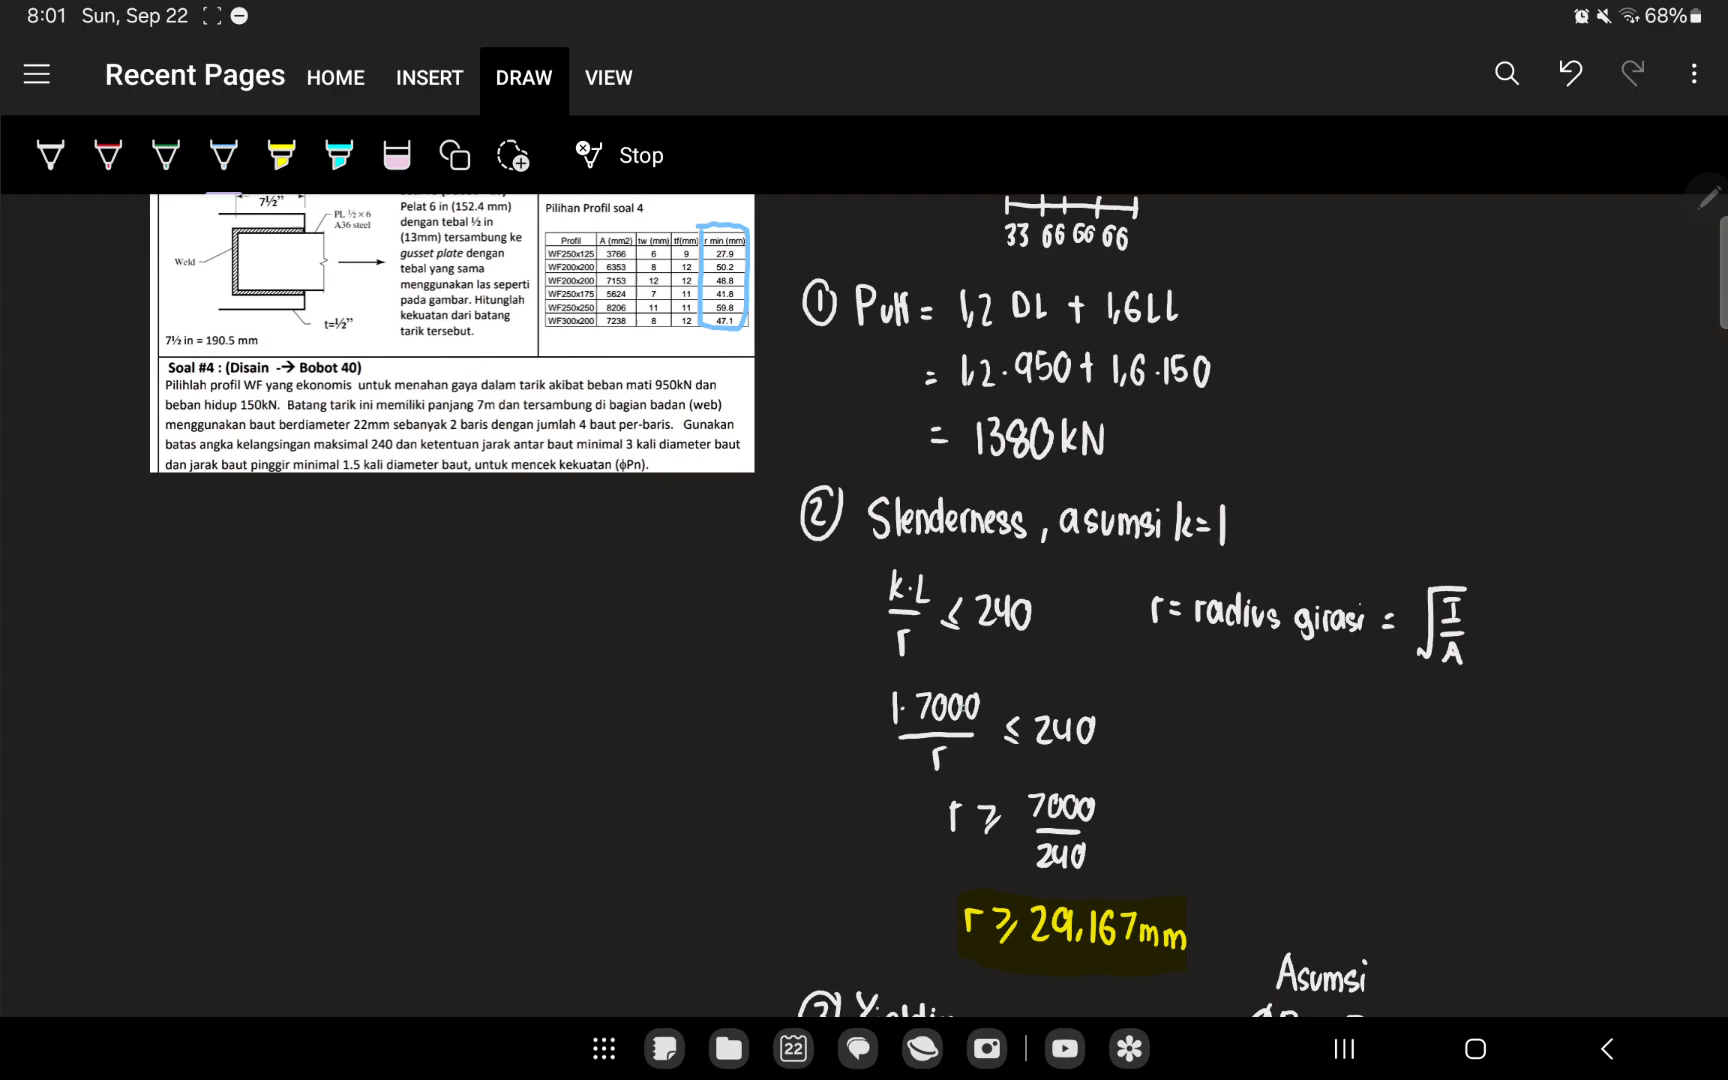 8:01 Sun, Sep 22
68%
Recent Pages HOME INSERT DRAW VIEW
Stop
7½"
PL ½ × 6
A36 steel
Weld
t=½"
7½ in = 190.5 mm
Pelat 6 in (152.4 mm)
dengan tebal ½ in
(13mm) tersambung ke
gusset plate dengan
tebal yang sama
menggunakan las seperti
pada gambar. Hitunglah
kekuatan dari batang
tarik tersebut.
Pilihan Profil soal 4
Profil A (mm2) tw (mm) tf(mm) r min (mm)
WF250x125 3766 6 9 27.9
WF200x200 6353 8 12 50.2
WF200x200 7153 12 12 48.8
WF250x175 5624 7 11 41.8
WF250x250 8206 11 11 59.8
WF300x200 7238 8 12 47.1
Soal #4 : (Disain -→ Bobot 40)
Pilihlah profil WF yang ekonomis untuk menahan gaya dalam tarik akibat beban mati 950kN dan
beban hidup 150kN. Batang tarik ini memiliki panjang 7m dan tersambung di bagian badan (web)
menggunakan baut berdiameter 22mm sebanyak 2 baris dengan jumlah 4 baut per-baris. Gunakan
batas angka kelangsingan maksimal 240 dan ketentuan jarak antar baut minimal 3 kali diameter baut
dan jarak baut pinggir minimal 1.5 kali diameter baut, untuk mencek kekuatan (ϕPn).
33 66 66 66
① Pult = 1,2 DL + 1,6LL
= 1,2 . 950 + 1,6 . 150
= 1380 kN
② Slenderness, asumsi k=1
k.L/r ≤ 240 r = radius girasi = √I/A
1. 7000/r ≤ 240
r ≥ 7000/240
r ≥ 29,167mm
Asumsi
22